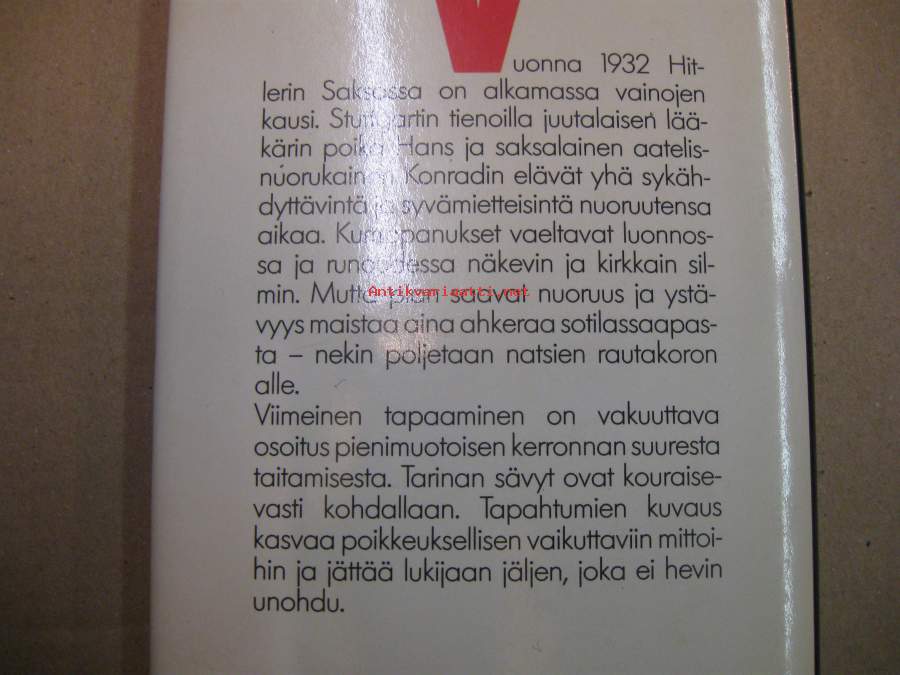 Vuonna 1932 Hit-
lerin Saksassa on alkamassa vainojen
kausi. Stuttgartin tienoilla juutalaisen lää-
kärin poika Hans ja saksalainen aatelis-
nuorukainen Konradin elävät yhä sykäh-
dyttävintä ja syvämietteisintä nuoruutensa
aikaa. Kumppanukset vaeltavat luonnos-
sa ja runoudessa näkevin ja kirkkain sil-
min. Mutta pian saavat nuoruus ja ystä-
Antikvariaatti.net
vyys maistaa aina ahkeraa sotilassaapas-
ta – nekin poljetaan natsien rautakoron
alle.
Viimeinen tapaaminen on vakuuttava
osoitus pienimuotoisen kerronnan suuresta
taitamisesta. Tarinan sävyt ovat kouraise-
vasti kohdallaan. Tapahtumien kuvaus
kasvaa poikkeuksellisen vaikuttaviin mittoi-
hin ja jättää lukijaan jäljen, joka ei hevin
unohdu.